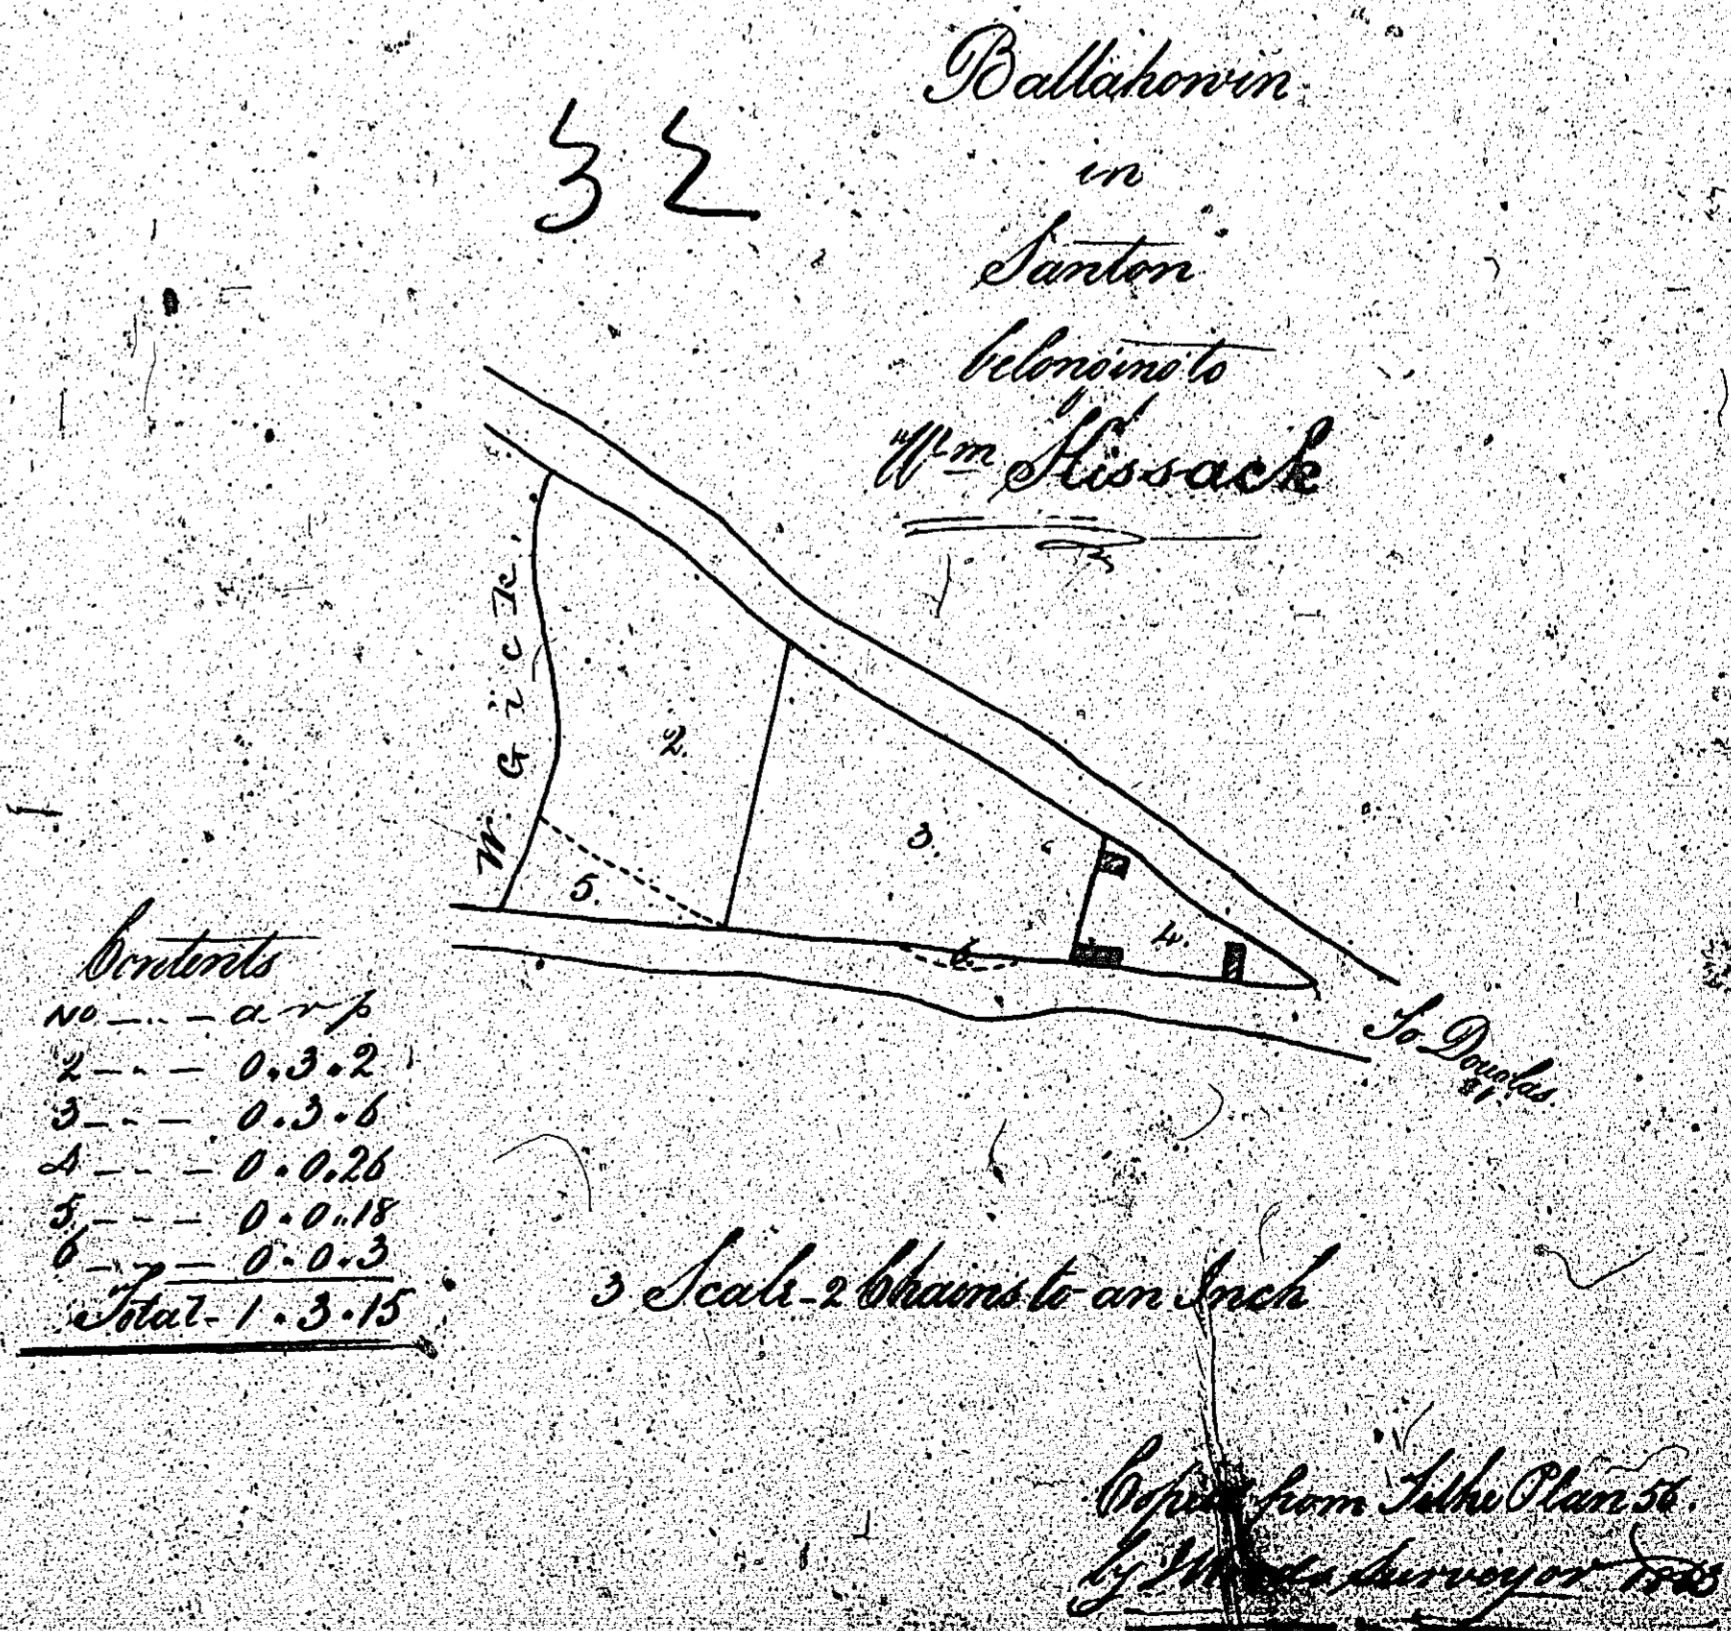 32
Ballahowin
in
Santon
belonging to
Wm Kissack
W. Gick.
2.
3.
4.
5.
6
To Douglas
Contents
No - - - a r p
2 - - - 0.3.2
3 - - - 0.3.6
4 - - - 0.0.26
5 - - - 0.0.18
6 - - - 0.0.3
Total - 1.3.15
3 Scale - 2 Chains to an Inch
Copied from Tithe Plan 56.
by Surveyor